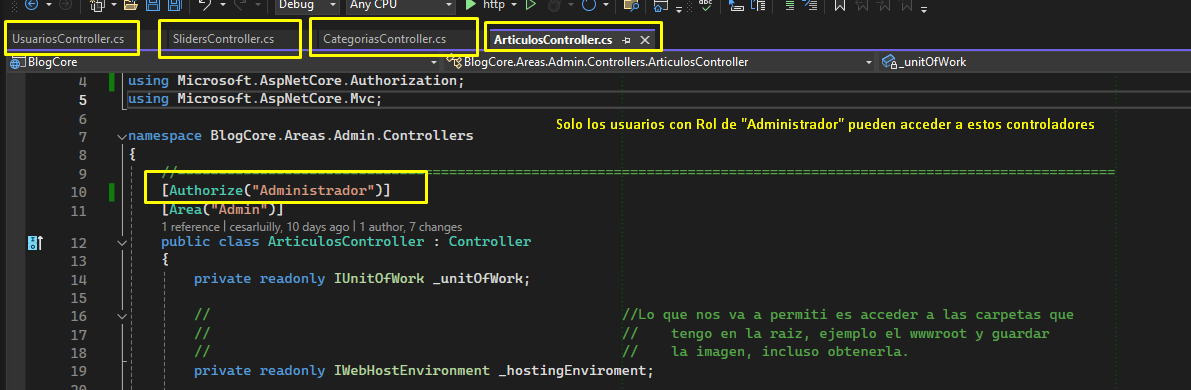 Debug Any CPU http
UsuariosController.cs SlidersController.cs CategoriasController.cs ArticulosController.cs
BlogCore BlogCore.Areas.Admin.Controllers.ArticulosController _unitOfWork
4 using Microsoft.AspNetCore.Authorization;
5 using Microsoft.AspNetCore.Mvc;
6
Solo los usuarios con Rol de "Administrador" pueden acceder a estos controladores
7 namespace BlogCore.Areas.Admin.Controllers
8 {
9 //==================================================================================================================
10 [Authorize("Administrador")]
11 [Area("Admin")]
1 reference | cesarluilly, 10 days ago | 1 author, 7 changes
12 public class ArticulosController : Controller
13 {
14 private readonly IUnitOfWork _unitOfWork;
15
16 // //Lo que nos va a permiti es acceder a las carpetas que
17 // // tengo en la raiz, ejemplo el wwwroot y guardar
18 // // la imagen, incluso obtenerla.
19 private readonly IWebHostEnvironment _hostingEnviroment;
20